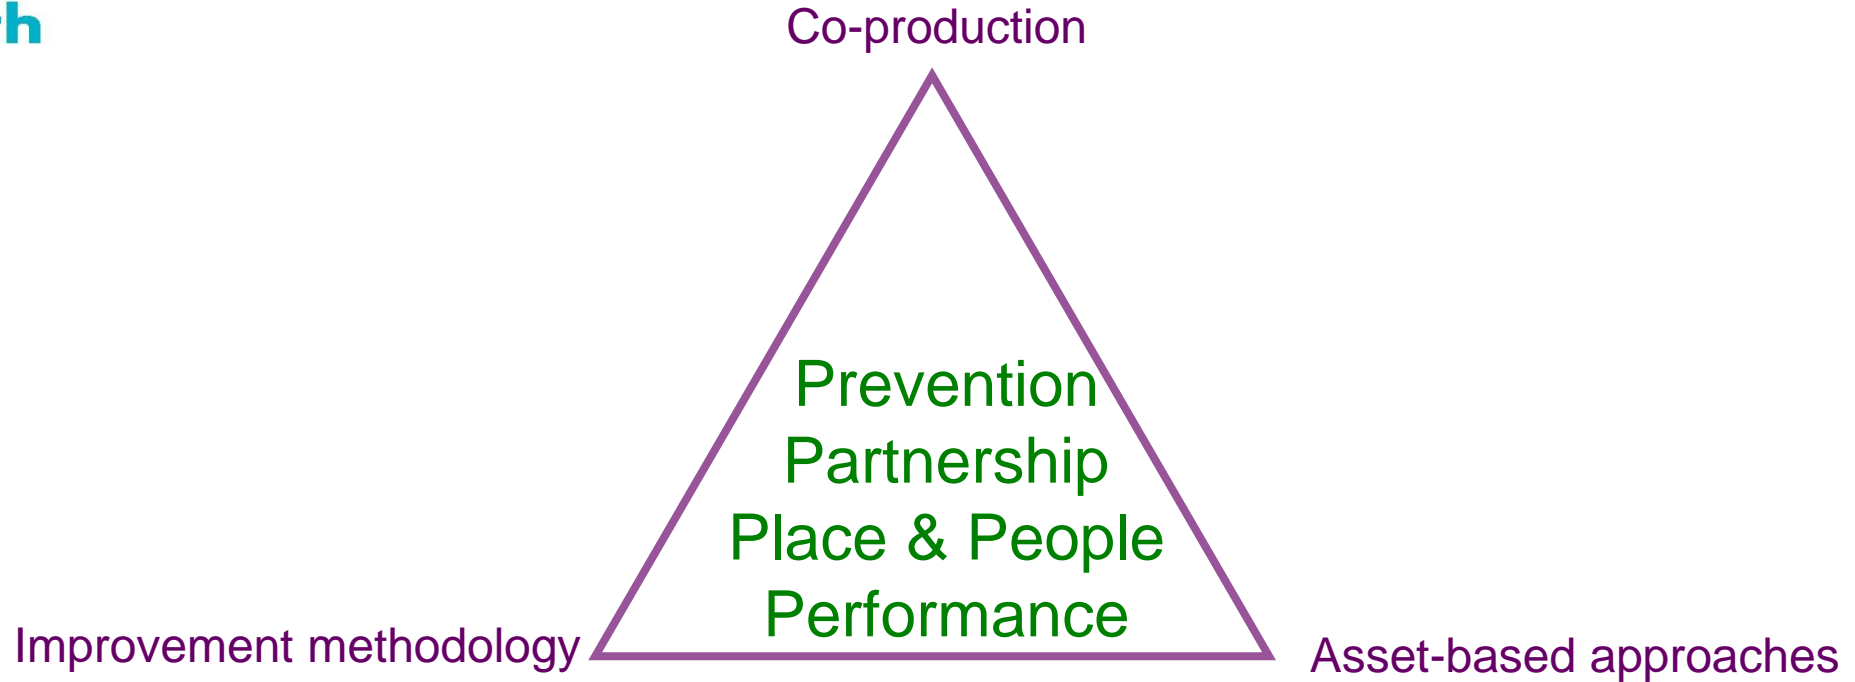 Co-production
Prevention
Partnership
Place & People
Performance
Improvement methodology
Asset-based approaches